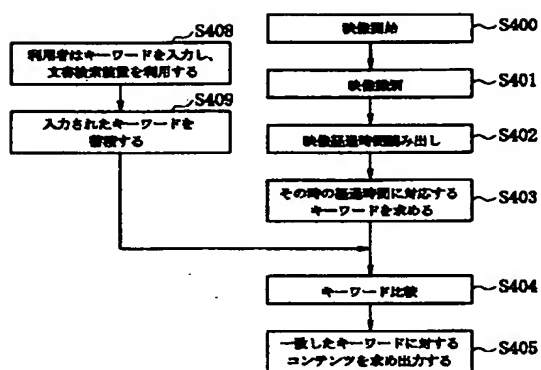 S408
利用者はキーワードを入力し、
文書検索装置を利用する
S409
入力されたキーワードを
蓄積する
映像開始
S400
映像識別
S401
映像経過時間読み出し
S402
その時の経過時間に対応する
キーワードを求める
S403
キーワード比較
S404
一致したキーワードに対する
コンテンツを求め出力する
S405